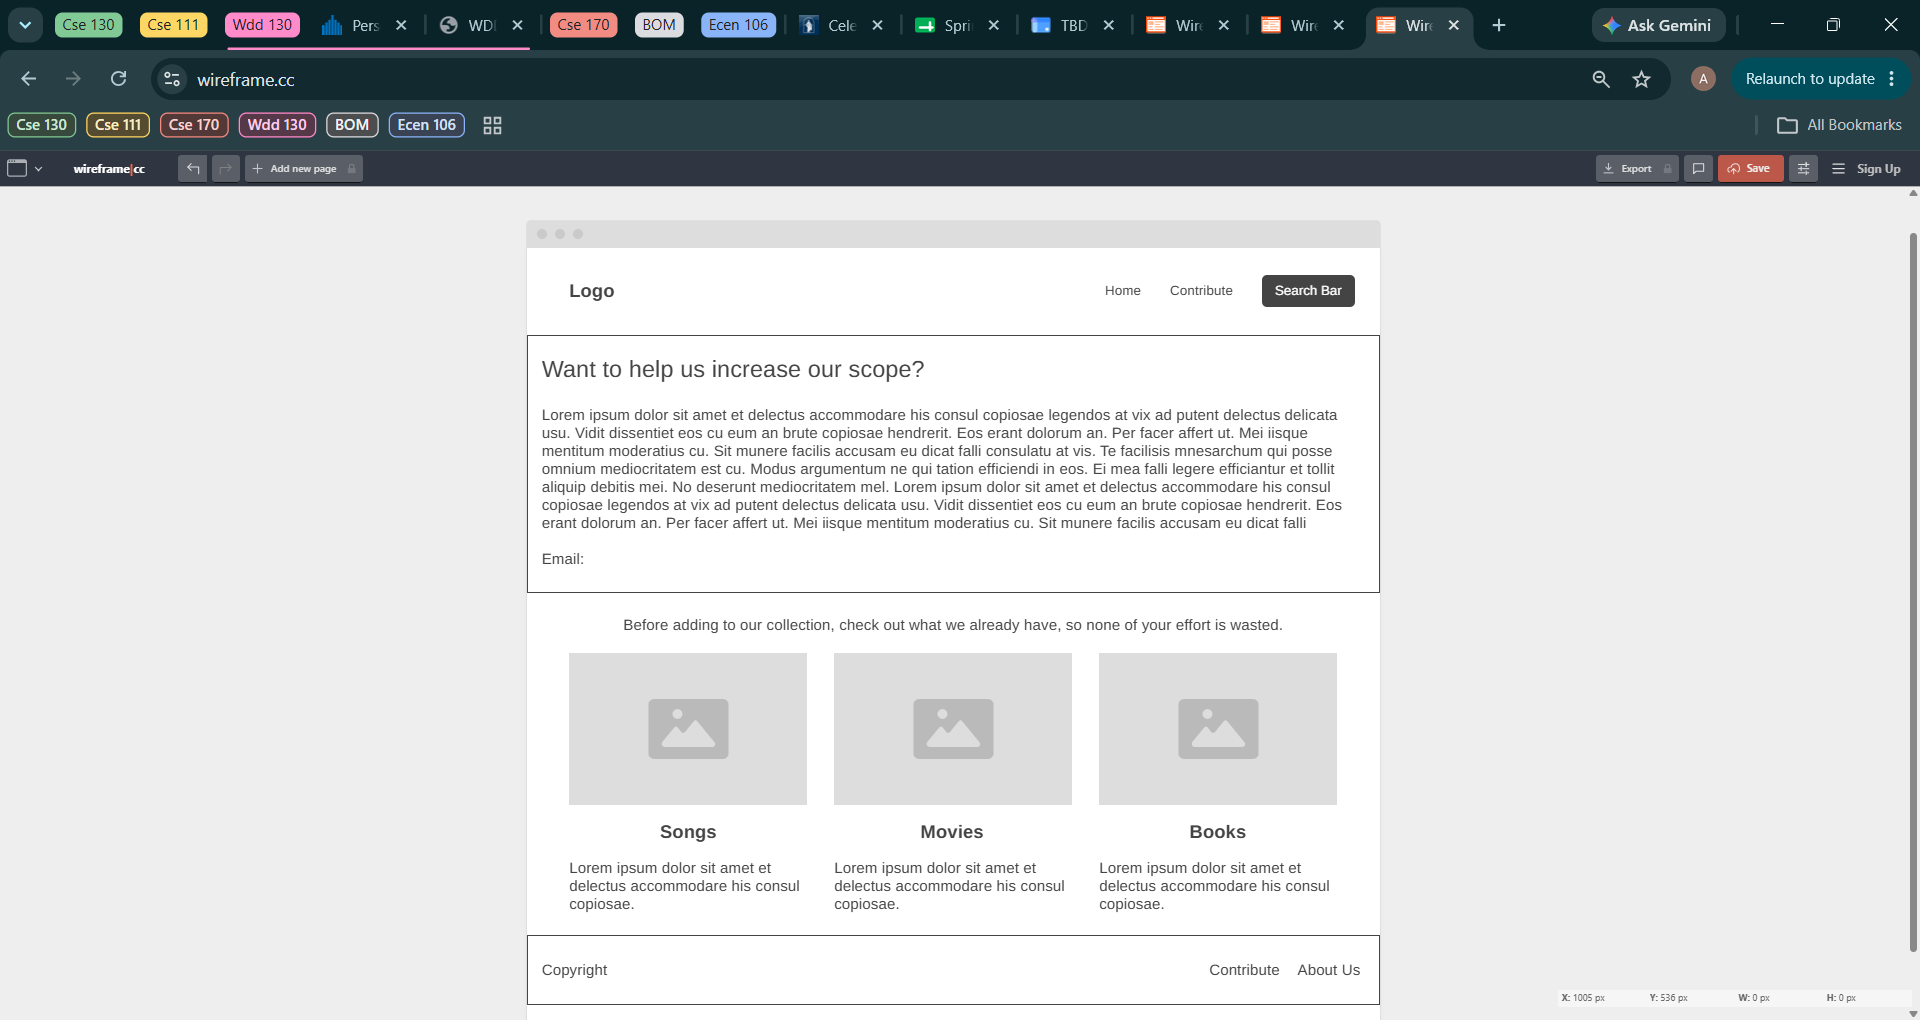 Cse 130
Cse 111
Wdd 130
Pers
WD
Cse 170
BOM
Ecen 106
Cele
Spri
TBD
Wire
Wire
Wire
Ask Gemini
wireframe.cc
A
Relaunch to update
Cse 130
Cse 111
Cse 170
Wdd 130
BOM
Ecen 106
All Bookmarks
wireframe|cc
Add new page
Export
Save
Sign Up
Logo
Home
Contribute
Search Bar
Want to help us increase our scope?
Lorem ipsum dolor sit amet et delectus accommodare his consul copiosae legendos at vix ad putent delectus delicata
usu. Vidit dissentiet eos cu eum an brute copiosae hendrerit. Eos erant dolorum an. Per facer affert ut. Mei iisque
mentitum moderatius cu. Sit munere facilis accusam eu dicat falli consulatu at vis. Te facilisis mnesarchum qui posse
omnium mediocritatem est cu. Modus argumentum ne qui tation efficiendi in eos. Ei mea falli legere efficiantur et tollit
aliquip debitis mei. No deserunt mediocritatem mel. Lorem ipsum dolor sit amet et delectus accommodare his consul
copiosae legendos at vix ad putent delectus delicata usu. Vidit dissentiet eos cu eum an brute copiosae hendrerit. Eos
erant dolorum an. Per facer affert ut. Mei iisque mentitum moderatius cu. Sit munere facilis accusam eu dicat falli
Email:
Before adding to our collection, check out what we already have, so none of your effort is wasted.
Songs
Lorem ipsum dolor sit amet et
delectus accommodare his consul
copiosae.
Movies
Lorem ipsum dolor sit amet et
delectus accommodare his consul
copiosae.
Books
Lorem ipsum dolor sit amet et
delectus accommodare his consul
copiosae.
Copyright
Contribute
About Us
X: 1005 px
Y: 536 px
W: 0 px
H: 0 px